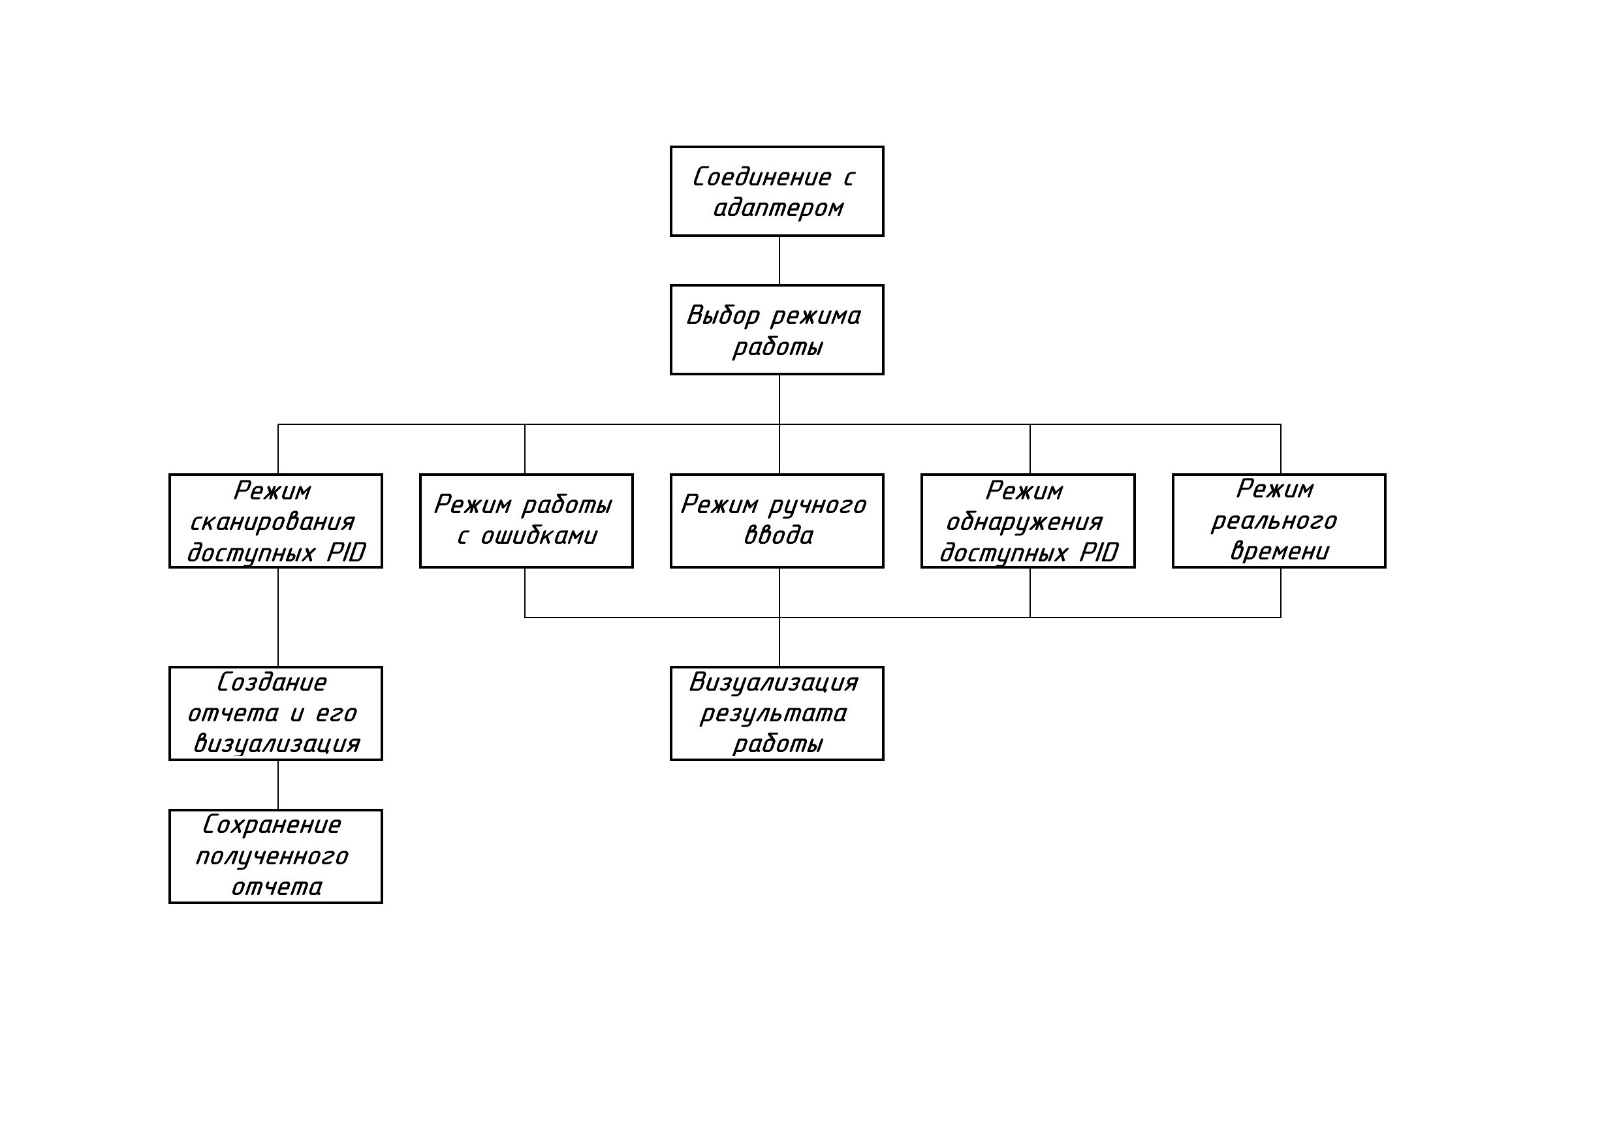 Соединение с
адаптером
Выбор режима
работы
Режим
сканирования
доступных PID
Режим работы
с ошибками
Режим ручного
ввода
Режим
обнаружения
доступных PID
Режим
реального
времени
Создание
отчета и его
визуализация
Визуализация
результата
работы
Сохранение
полученного
отчета